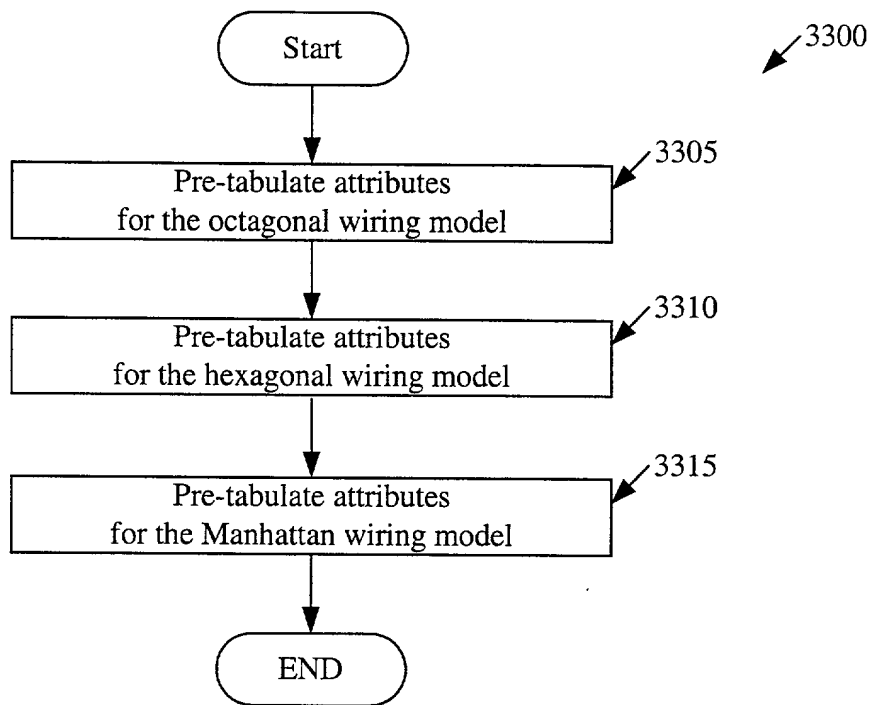 Start
3300
3305
Pre-tabulate attributes
for the octagonal wiring model
3310
Pre-tabulate attributes
for the hexagonal wiring model
3315
Pre-tabulate attributes
for the Manhattan wiring model
END